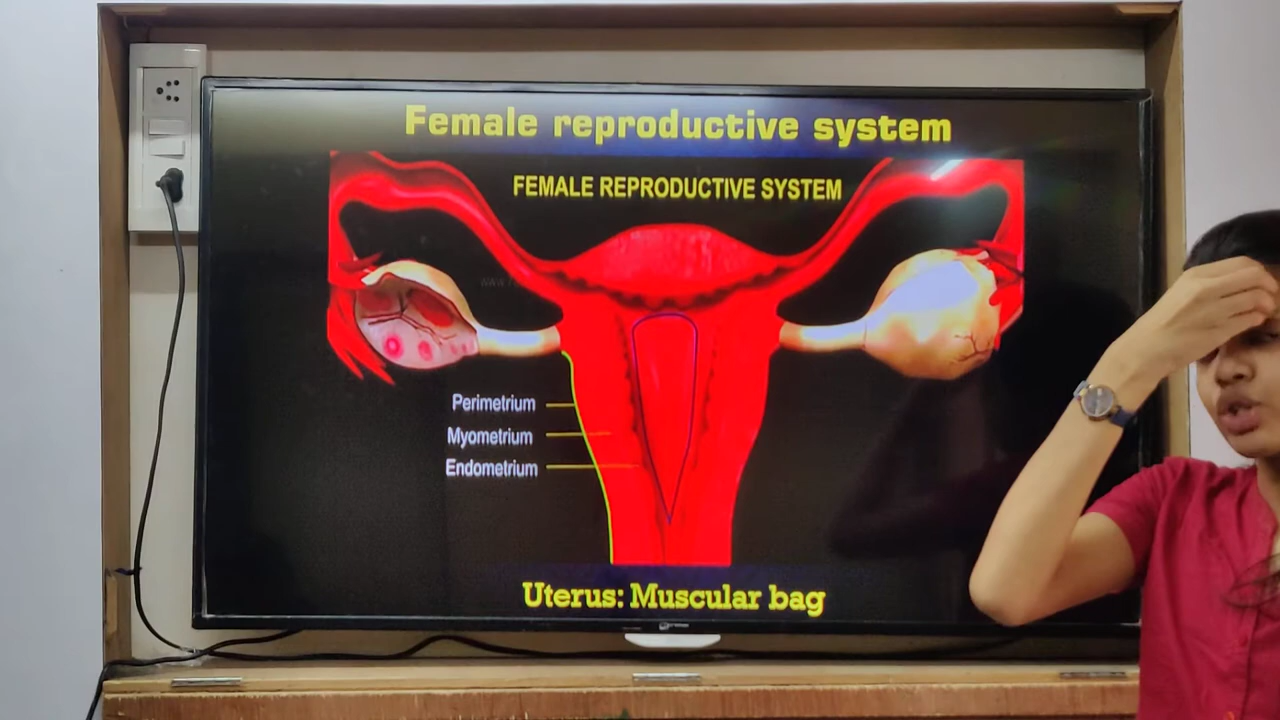 Female reproductive system
FEMALE REPRODUCTIVE SYSTEM
Perimetrium
Myometrium
Endometrium
Uterus: Muscular bag